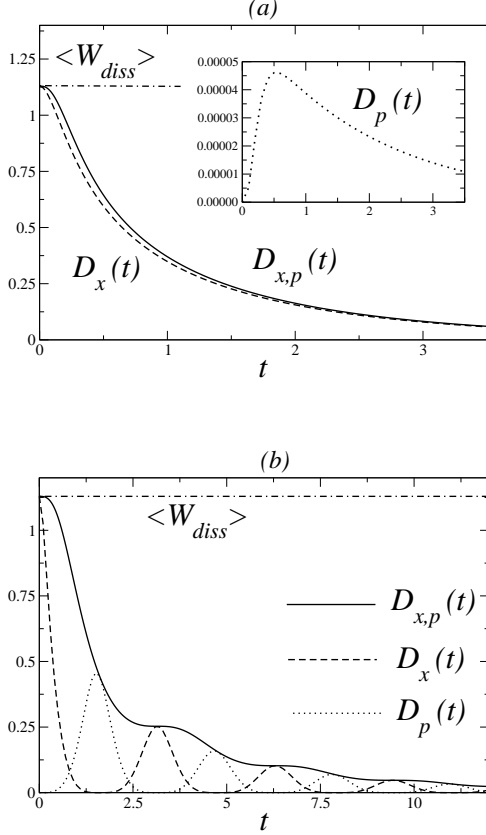 (a)
<W_diss>
1.25
1
0.75
0.5
0.25
0
0.00005
0.00004
0.00003
0.00002
0.00001
0.00000
0 1 2 3
D_p(t)
D_x(t)
D_{x,p}(t)
0 1 2 3
t
(b)
<W_diss>
1
0.75
0.5
0.25
0
D_{x,p}(t)
D_x(t)
D_p(t)
0 2.5 5 7.5 10
t